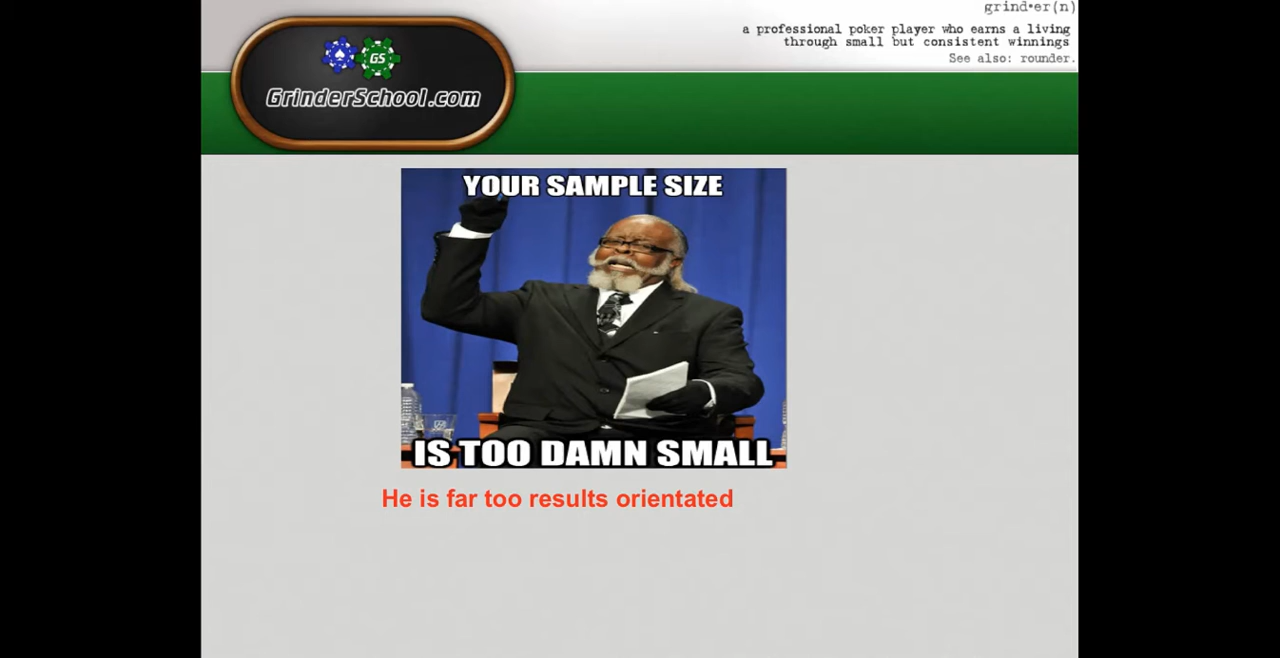 grind•er(n)
a professional poker player who earns a living
through small but consistent winnings
See also: rounder.
GS
GrinderSchool.com
YOUR SAMPLE SIZE
IS TOO DAMN SMALL
He is far too results orientated